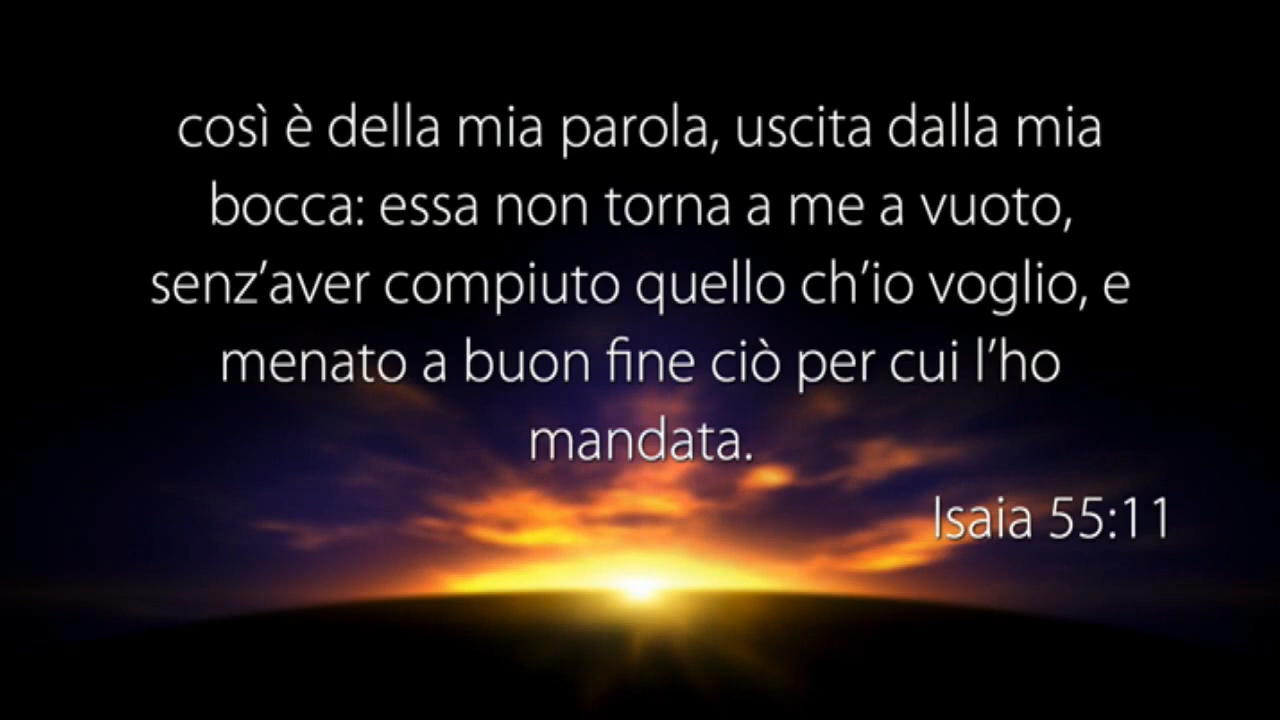 così è della mia parola, uscita dalla mia
bocca: essa non torna a me a vuoto,
senz’aver compiuto quello ch’io voglio, e
menato a buon fine ciò per cui l’ho
mandata.
Isaia 55:11